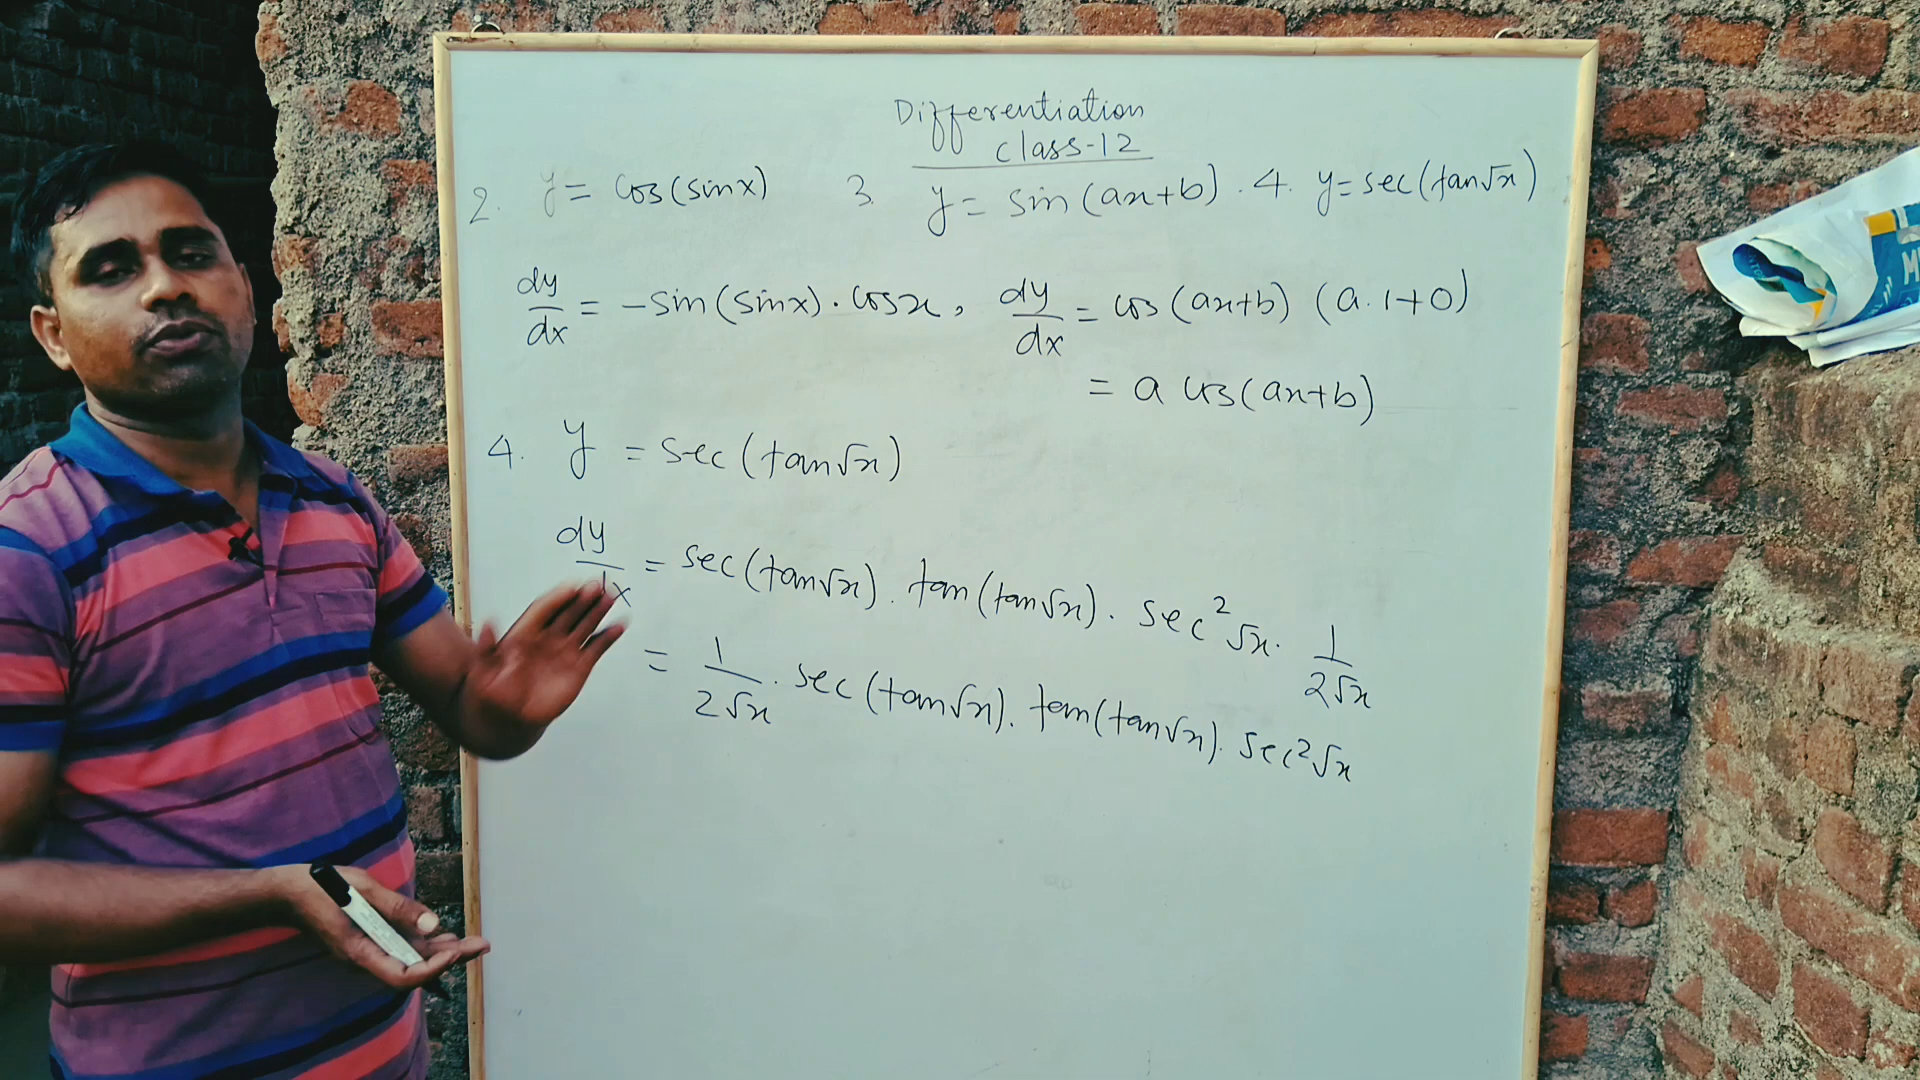 Differentiation
class-12
2. y = cos(sinx) 3. y = sin(ax+b). 4. y = sec(tan√x)
dy/dx = -sin(sinx).cosx, dy/dx = cos(ax+b) (a.1+0)
= a cos(ax+b)
4. y = sec(tan√x)
dy/dx = sec(tan√x). tan(tan√x). sec²√x. 1/2√x
= 1/2√x . sec(tan√x). tan(tan√x). sec²√x